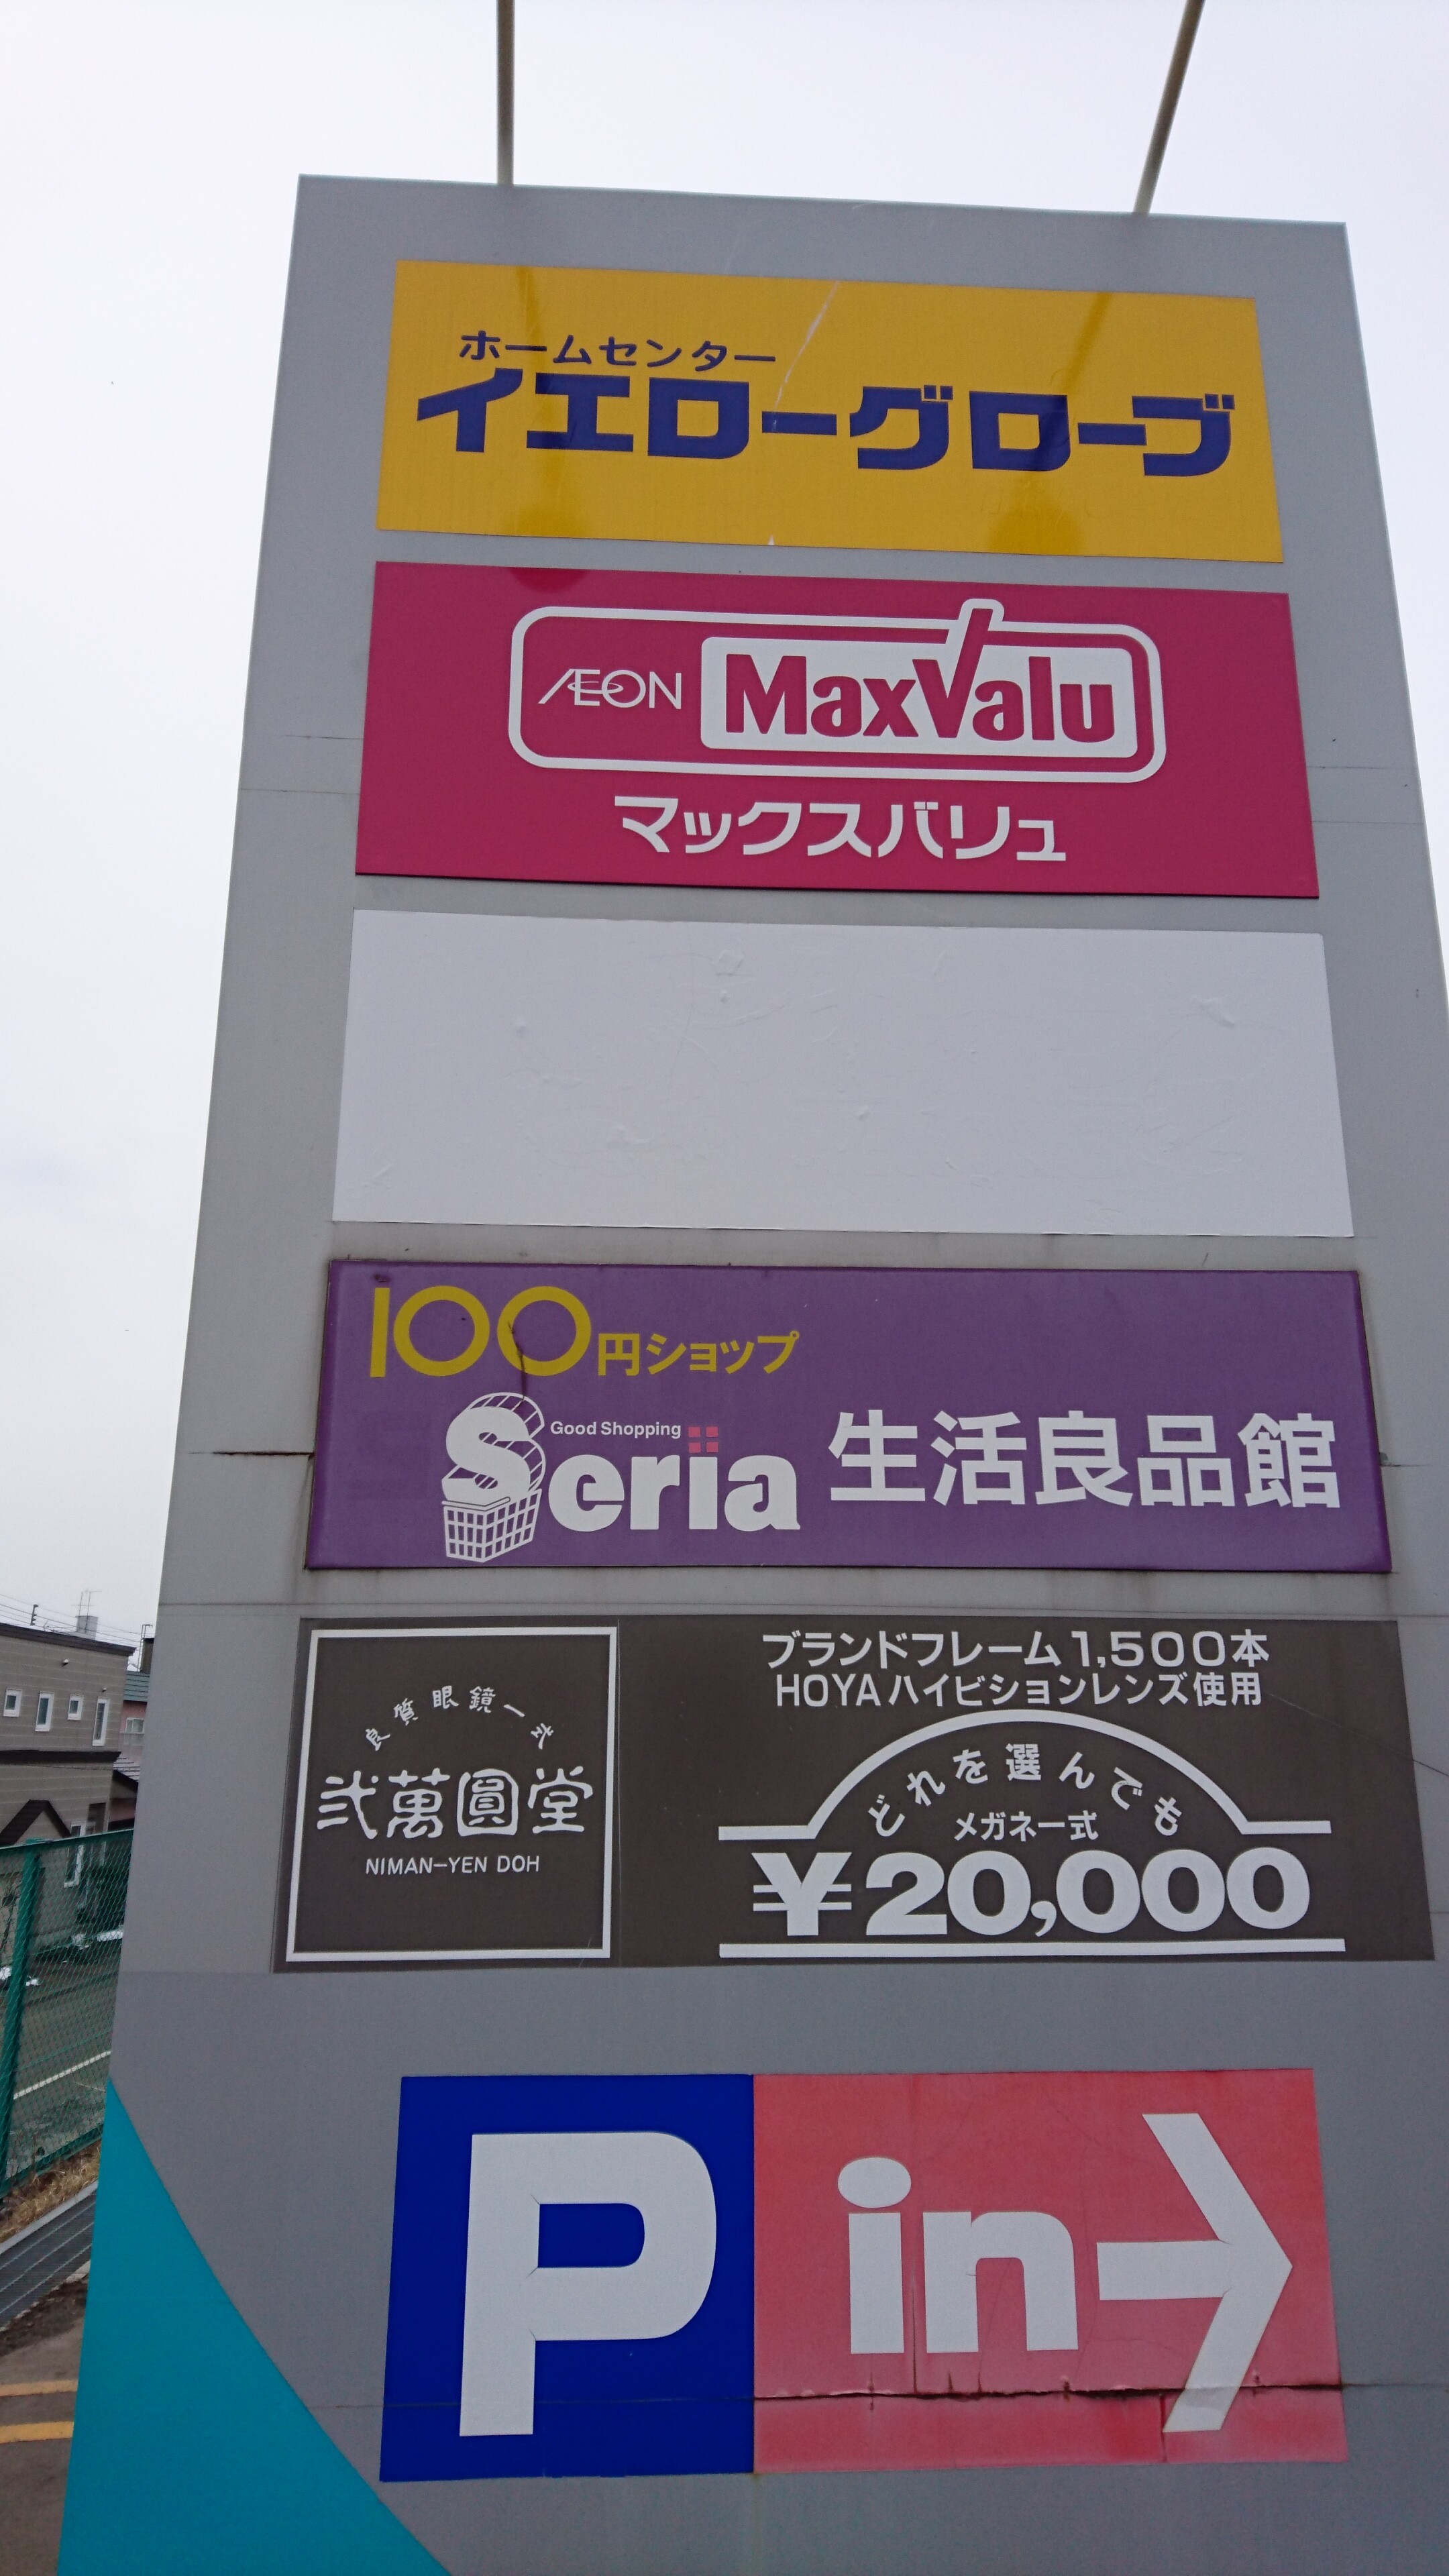 ホームセンター
イエローグローブ
ÆON MaxValu
マックスバリュ
100円ショップ
Good Shopping
Seria 生活良品館
良質眼鏡一式
弐萬圓堂
NIMAN-YEN DOH
ブランドフレーム1,500本
HOYAハイビジョンレンズ使用
どれを選んでも
メガネ一式
¥20,000
P in→